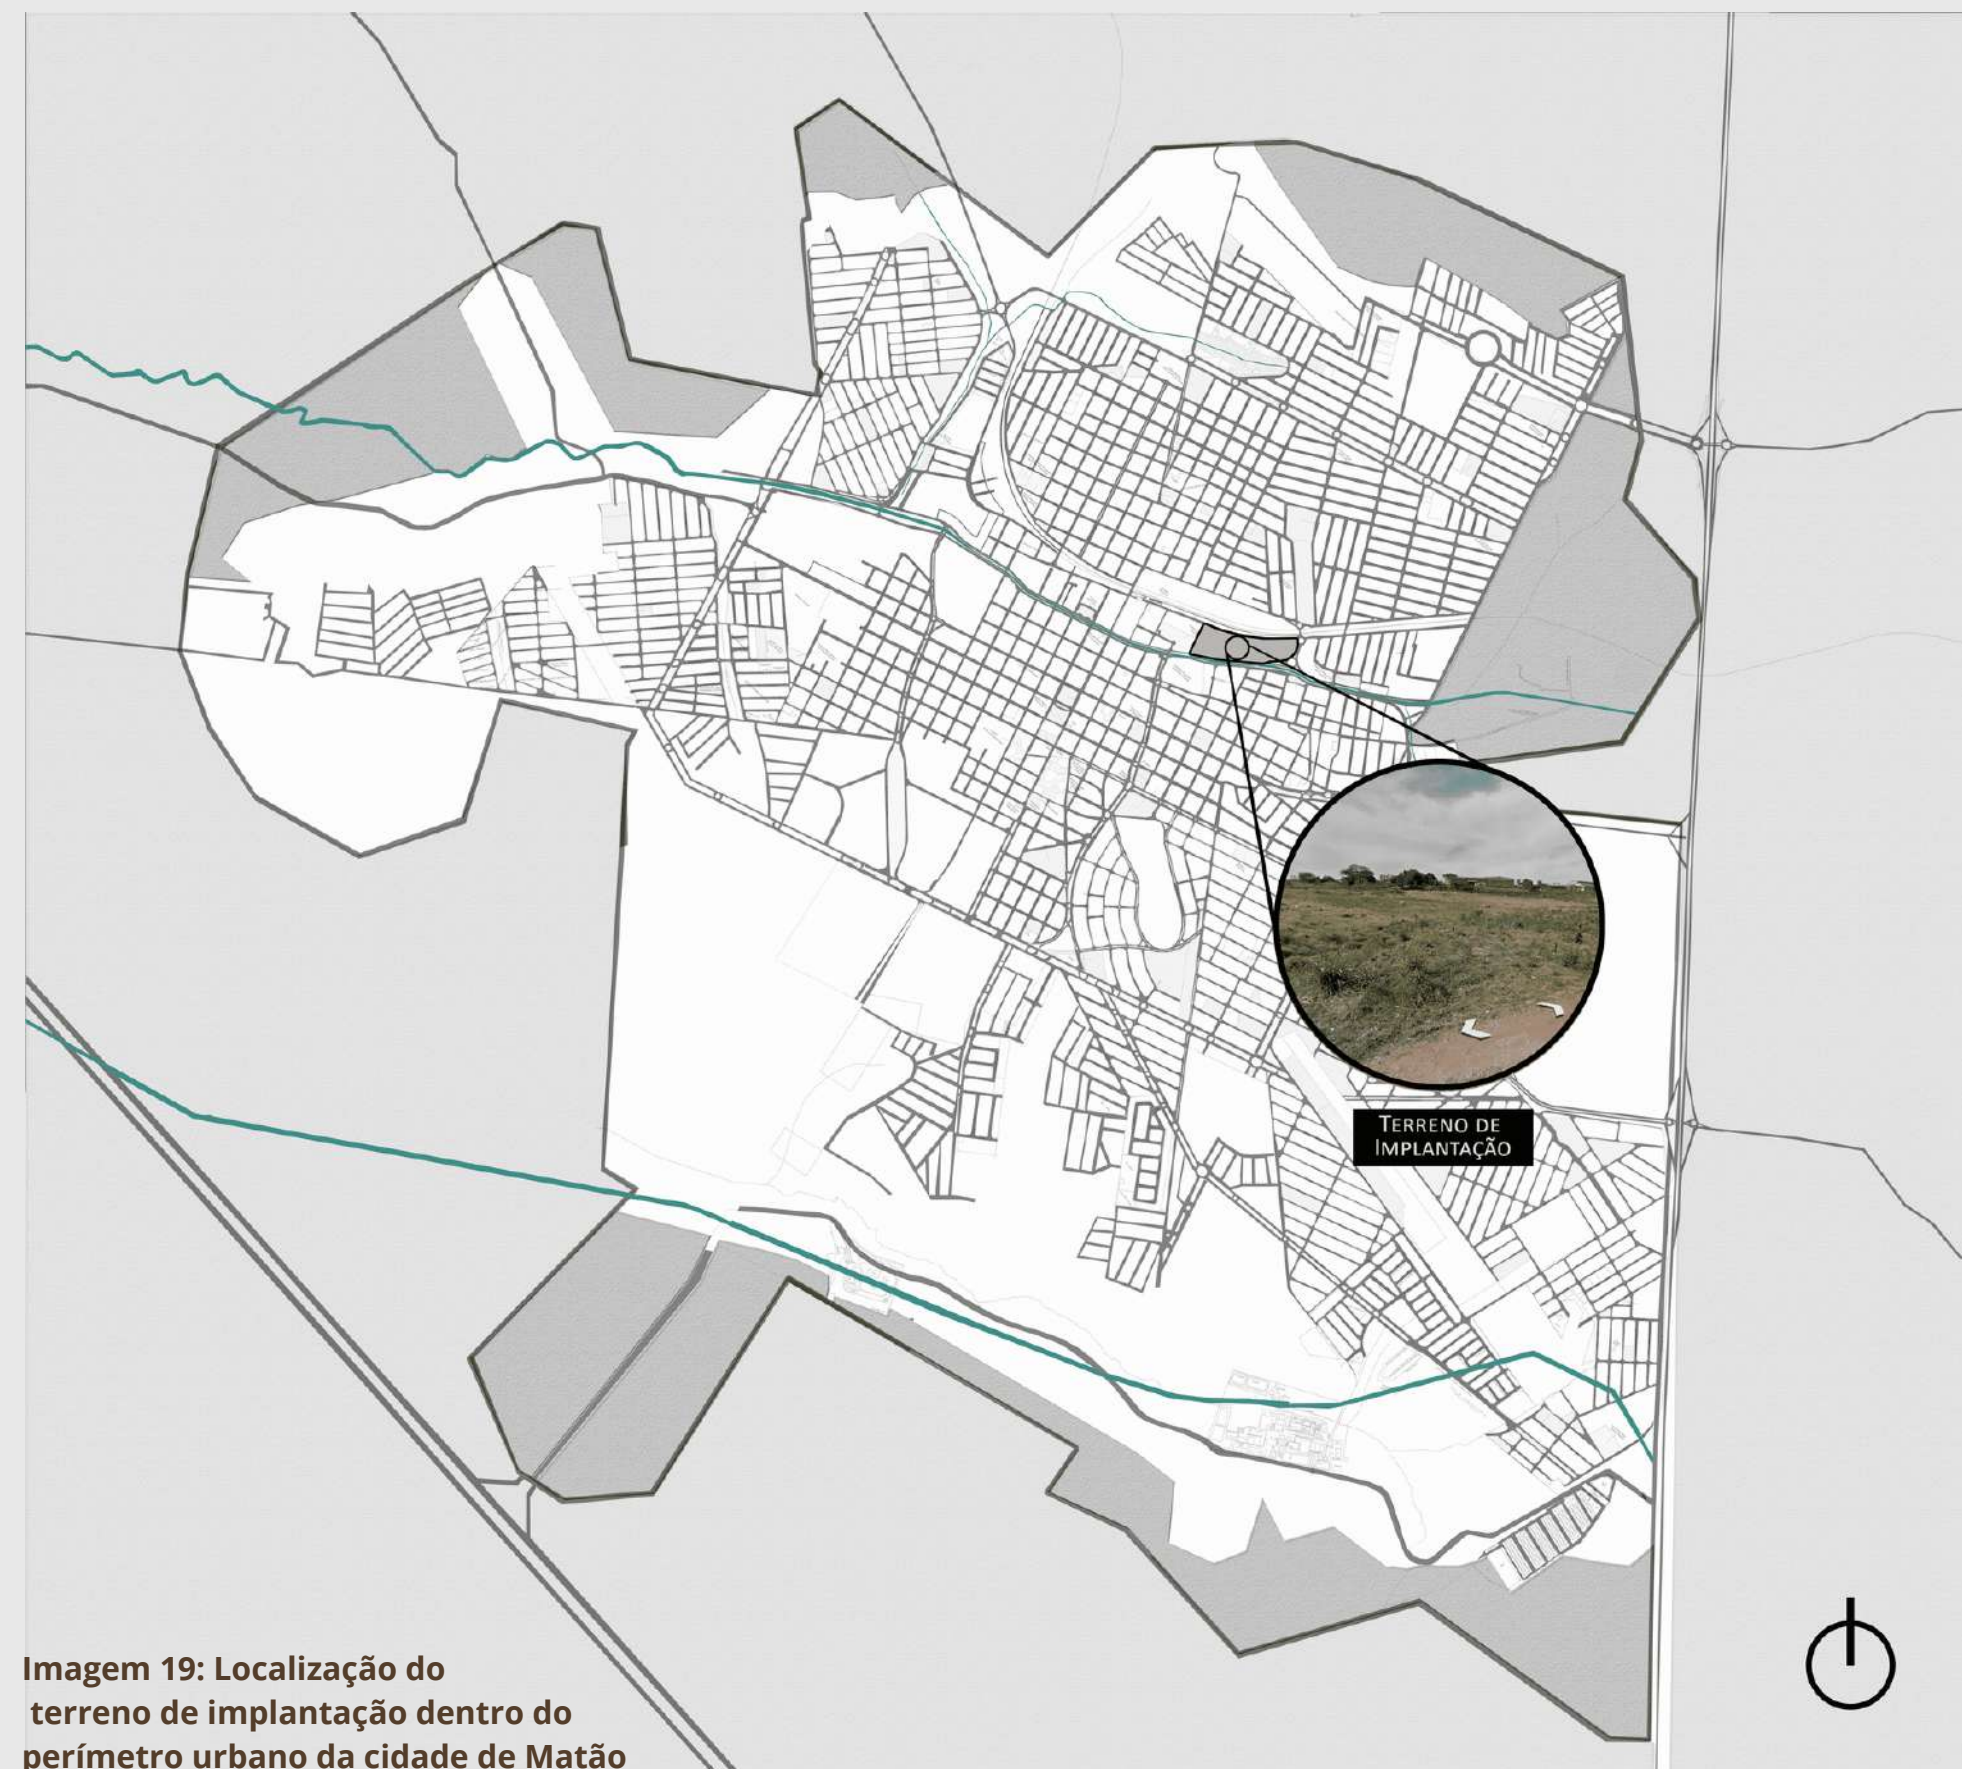 TERRENO DE
IMPLANTAÇÃO
Imagem 19: Localização do
terreno de implantação dentro do
perímetro urbano da cidade de Matão